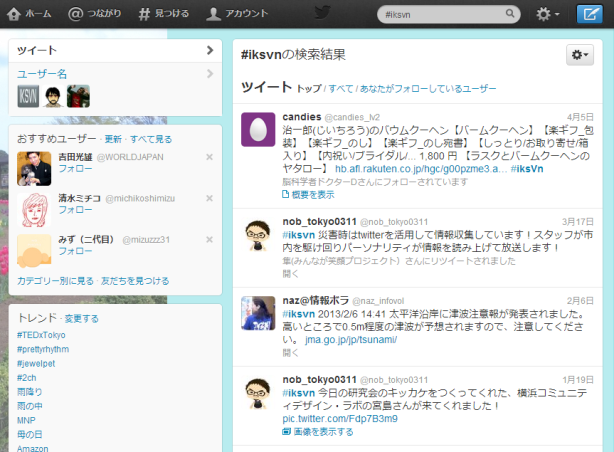 ホーム
つながり
見つける
アカウント
#iksvn
ツイート
ユーザー名
IKSVN
おすすめユーザー · 更新 · すべて見る
吉田光雄 @WORLDJAPAN
フォロー
清水ミチコ @michikoshimizu
フォロー
みず（二代目） @mizuzzz31
フォロー
カテゴリー別に見る · 友だちを見つける
トレンド · 変更する
#TEDxTokyo
#prettyrhythm
#jewelpet
#2ch
雨降り
雨の中
MNP
母の日
Amazon
#iksvnの検索結果
ツイート トップ / すべて / あなたがフォローしているユーザー
candies @candies_lv2 4月5日
治一郎(じいちろう)のバウムクーヘン【バームクーヘン】【楽ギフ_包
装】【楽ギフ_のし】【楽ギフ_のし宛書】【しっとり/お取り寄せ/箱
入り】【内祝い/ブライダル/... 1,800 円 【ラスクとバームクーヘンの
ヤタロー】 hb.afl.rakuten.co.jp/hgc/g00pzme3.a... #iksVn
脳科学者ドクターDさんにフォローされています
概要を表示
nob_tokyo0311 @nob_tokyo0311 3月17日
#iksvn 災害時はtwitterを活用して情報収集しています！スタッフが市
内を駆け回りパーソナリティが情報を読み上げて放送します！
隼(みんなが笑顔プロジェクト）さんにリツイートされました
開く
naz@情報ボラ @naz_infovol 2月6日
#iksvn 2013/2/6 14:41 太平洋沿岸に津波注意報が発表されました。
高いところで0.5m程度の津波が予想されますので、注意してくださ
い。 jma.go.jp/jp/tsunami/
開く
nob_tokyo0311 @nob_tokyo0311 1月19日
#iksvn 今日の研究会のキッカケをつくってくれた、横浜コミュニ
ティデザイン・ラボの宮島さんが来てくれました！
pic.twitter.com/Fdp7B3m9
画像を表示する